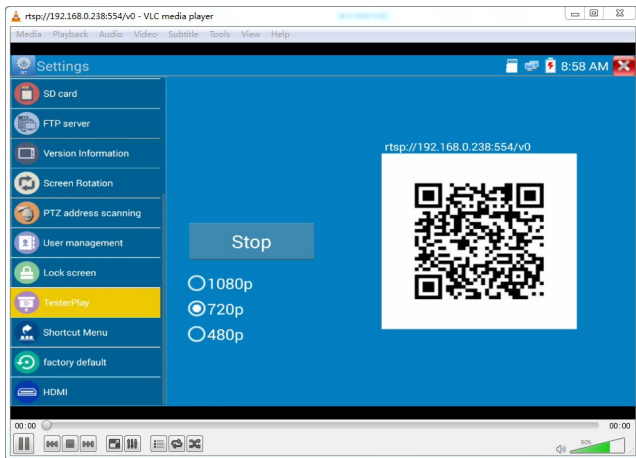 rtsp://192.168.0.238:554/v0 - VLC media player
Media Playback Audio Video Subtitle Tools View Help
SET
Settings
8:58 AM
SD card
FTP server
Version Information
Screen Rotation
PTZ address scanning
User management
Lock screen
TesterPlay
Shortcut Menu
factory default
HDMI
Stop
1080p
720p
480p
rtsp://192.168.0.238:554/v0
00:00
00:00
90%